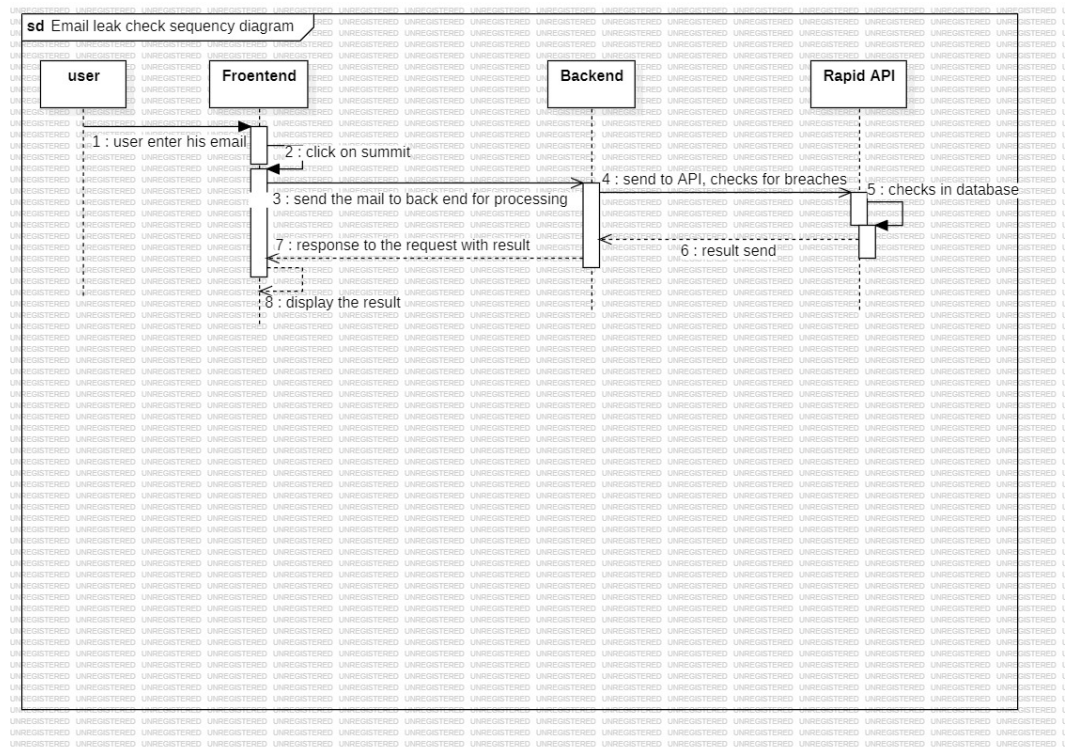 sd Email leak check sequency diagram
user
Froentend
Backend
Rapid API
1 : user enter his email
2 : click on summit
3 : send the mail to back end for processing
4 : send to API, checks for breaches
5 : checks in database
6 : result send
7 : response to the request with result
8 : display the result
UNREGISTERED